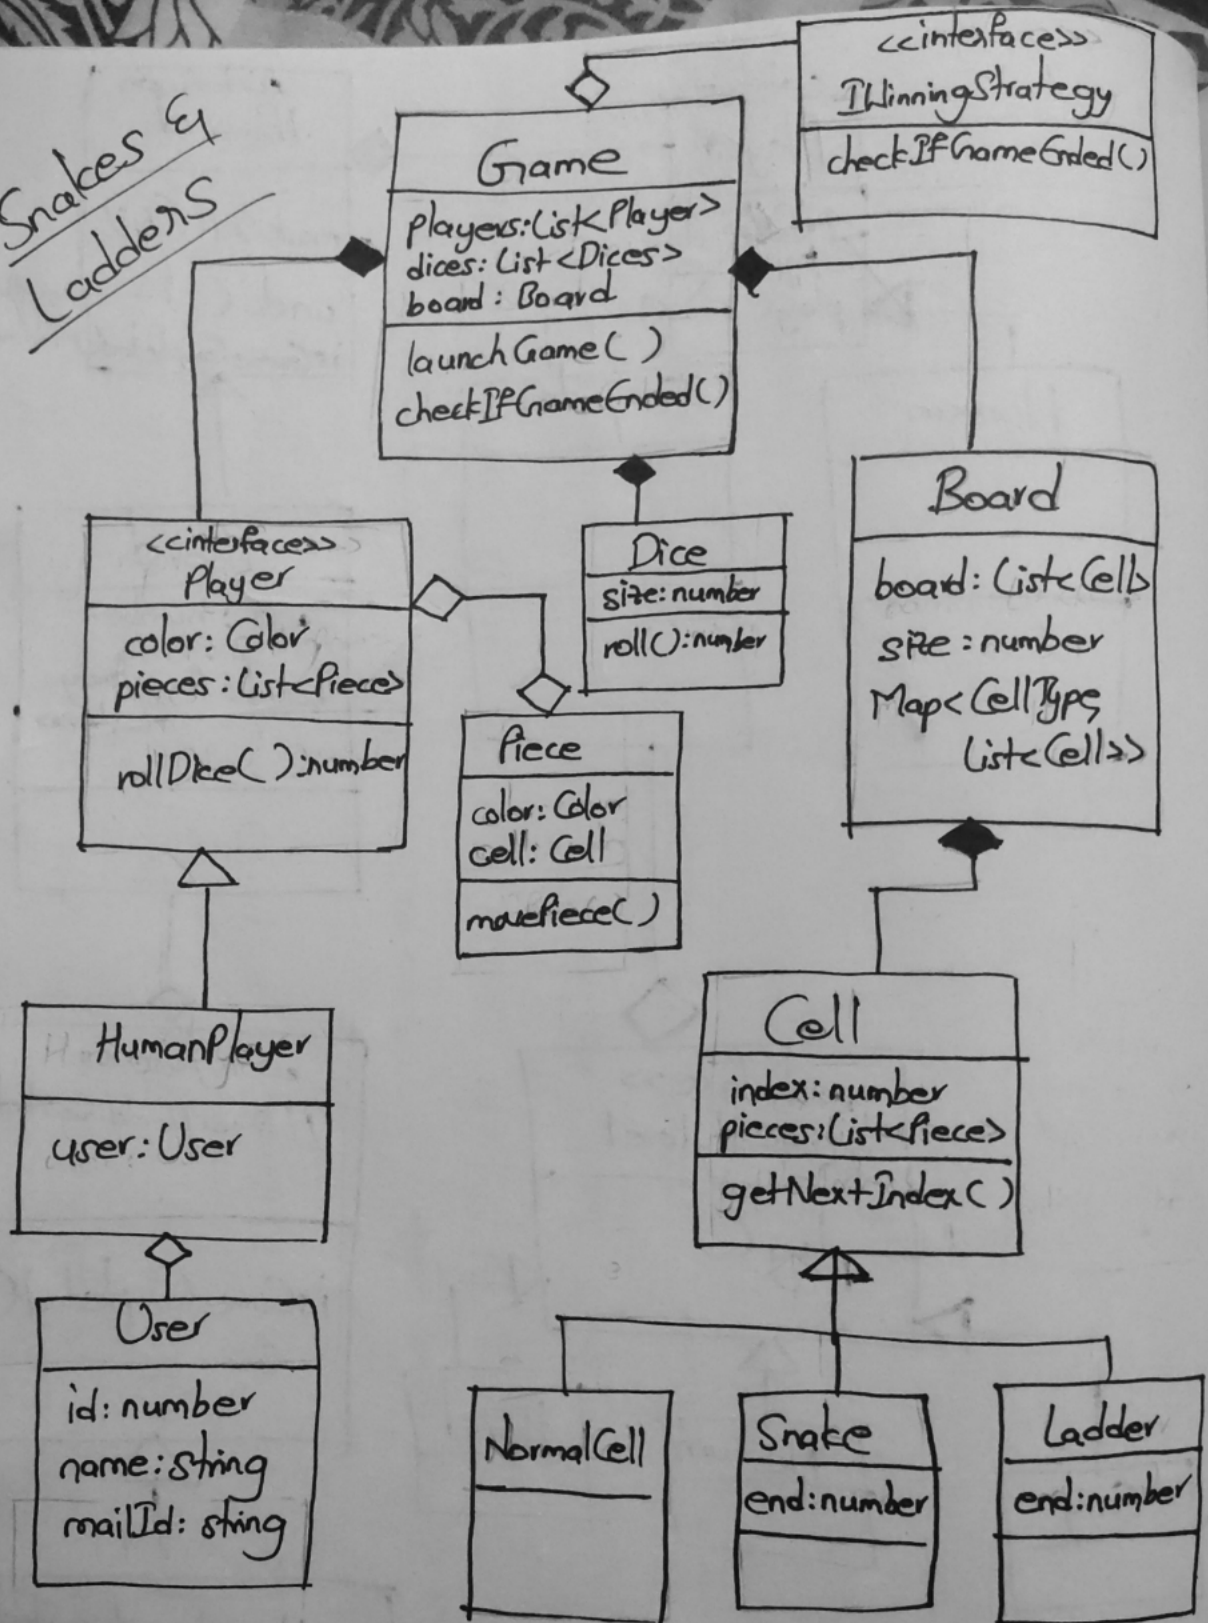 Snakes &
Ladders
<<interface>>
IWinningStrategy
checkIfGameEnded()
Game
players:List<Player>
dices: List<Dices>
board: Board
launchGame( )
checkIfGameEnded()
<<interface>>
Player
color: Color
pieces: List<Piece>
rollDice( ):number
Dice
size: number
roll():number
Board
board: List<Cell>
size: number
Map<CellType,
List<Cell>>
Piece
color: Color
cell: Cell
movePiece( )
HumanPlayer
user: User
Cell
index: number
pieces: List<Piece>
getNextIndex( )
User
id: number
name: string
mailId: string
NormalCell
Snake
end: number
Ladder
end: number